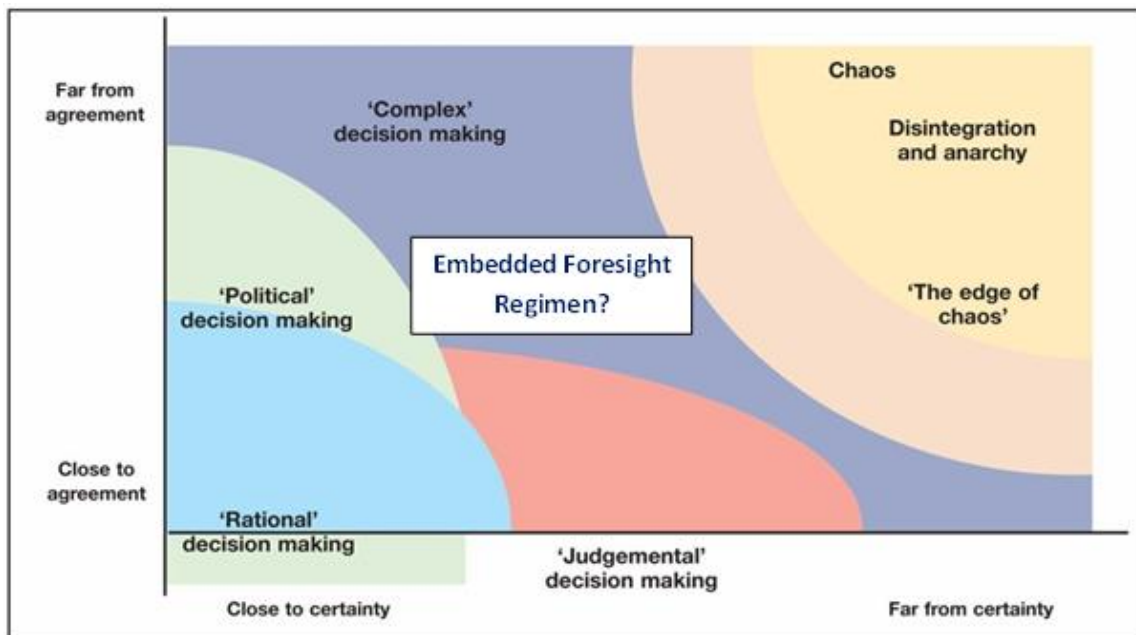 Far from
agreement
'Complex'
decision making
Chaos
Disintegration
and anarchy
Embedded Foresight
Regimen?
'Political'
decision making
'The edge of
chaos'
Close to
agreement
'Rational'
decision making
'Judgemental'
decision making
Close to certainty
Far from certainty